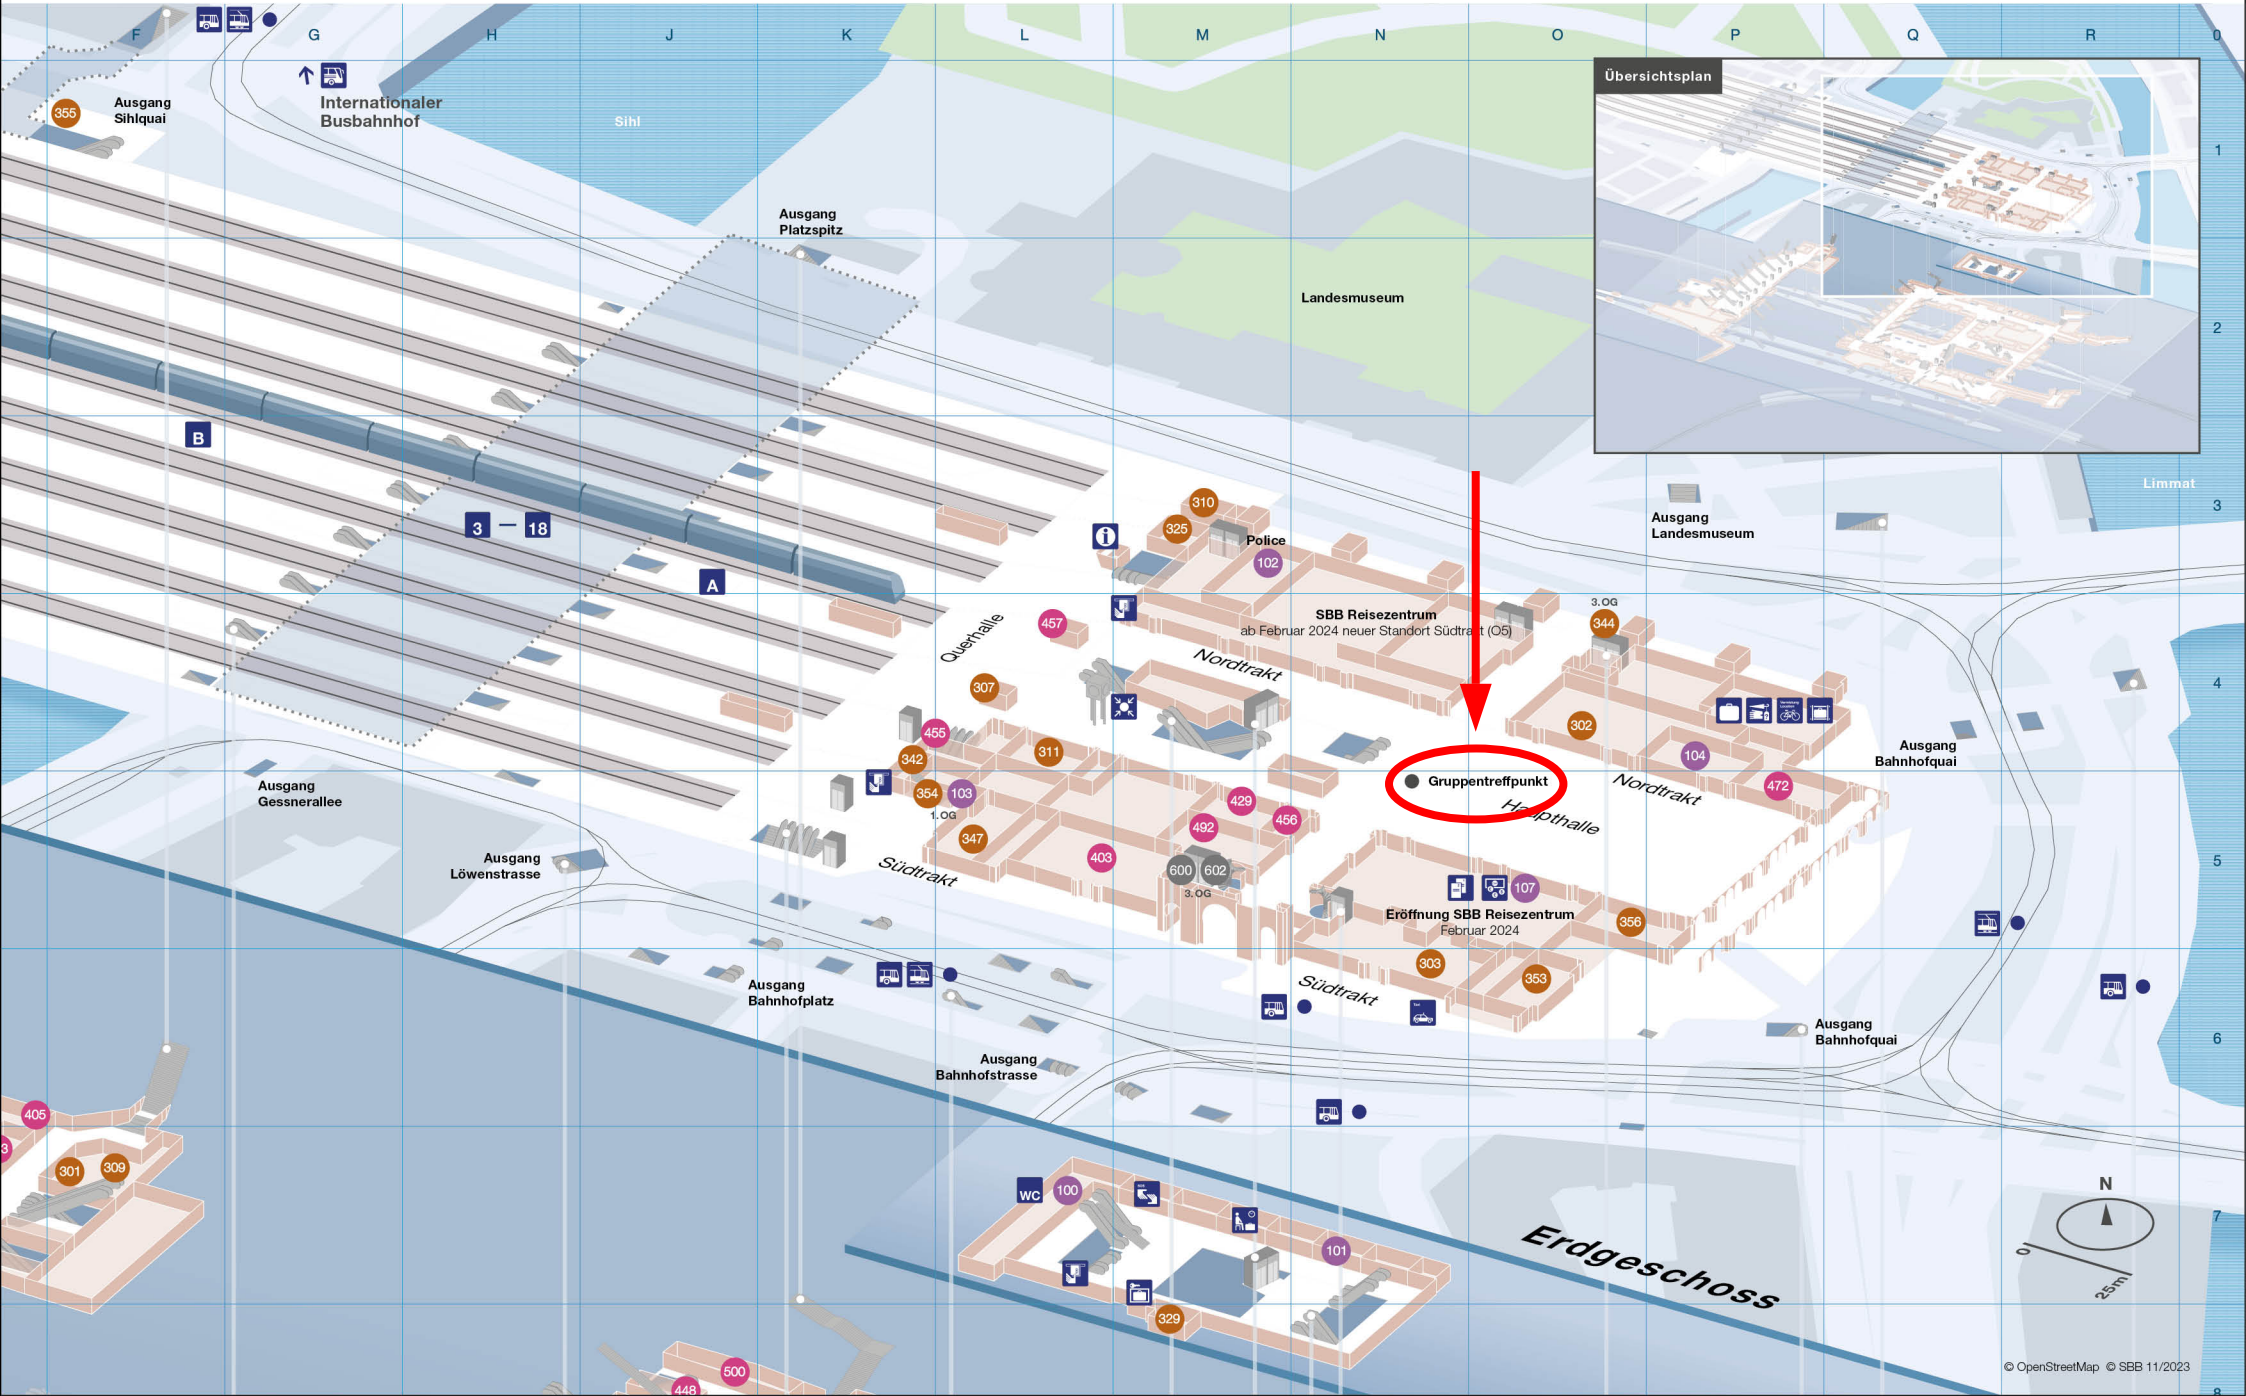 F G H J K L M N O P Q R 0
Übersichtsplan
Internationaler
Busbahnhof
Ausgang
Sihlquai
355
Sihl
1
Ausgang
Platzspitz
Landesmuseum
2
B
3 – 18
A
310
325
Police
102
Ausgang
Landesmuseum
Limmat
3
Querhalle
457
SBB Reisezentrum
ab Februar 2024 neuer Standort Südtrakt (O5)
3. OG
344
Nordtrakt
307
4
455
342
311
302
104
Ausgang
Bahnhofquai
Gruppentreffpunkt
Nordtrakt
472
Haupthalle
Ausgang
Gessnerallee
354
103
1. OG
347
429
456
492
403
600
602
3. OG
Südtrakt
Ausgang
Löwenstrasse
5
107
Eröffnung SBB Reisezentrum
Februar 2024
356
303
353
Südtrakt
Ausgang
Bahnhofplatz
Taxi
Ausgang
Bahnhofquai
6
Ausgang
Bahnhofstrasse
405
3
301
309
WC
100
101
329
Erdgeschoss
N
7
0
25m
500
448
© OpenStreetMap © SBB 11/2023
8